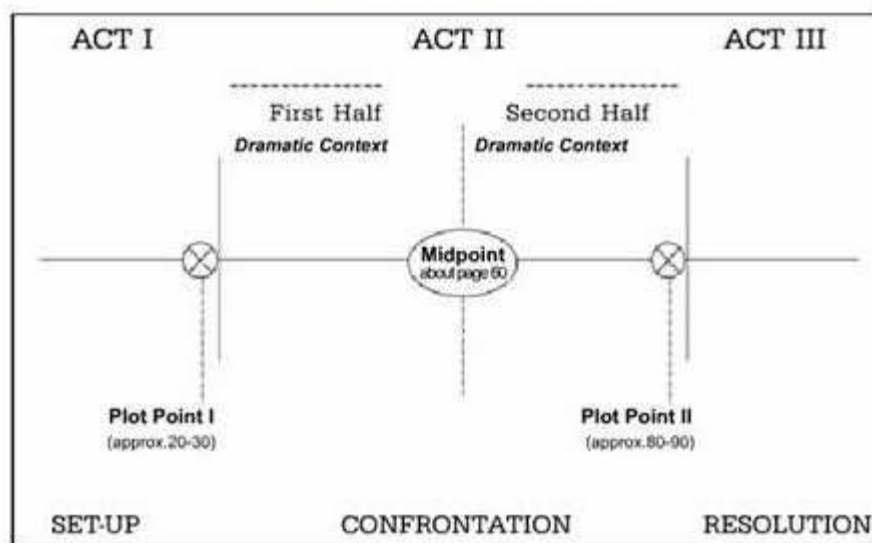 ACT I
ACT II
ACT III
First Half
Second Half
Dramatic Context
Dramatic Context
Midpoint
about page 60
Plot Point I
(approx.20-30)
Plot Point II
(approx.80-90)
SET-UP
CONFRONTATION
RESOLUTION